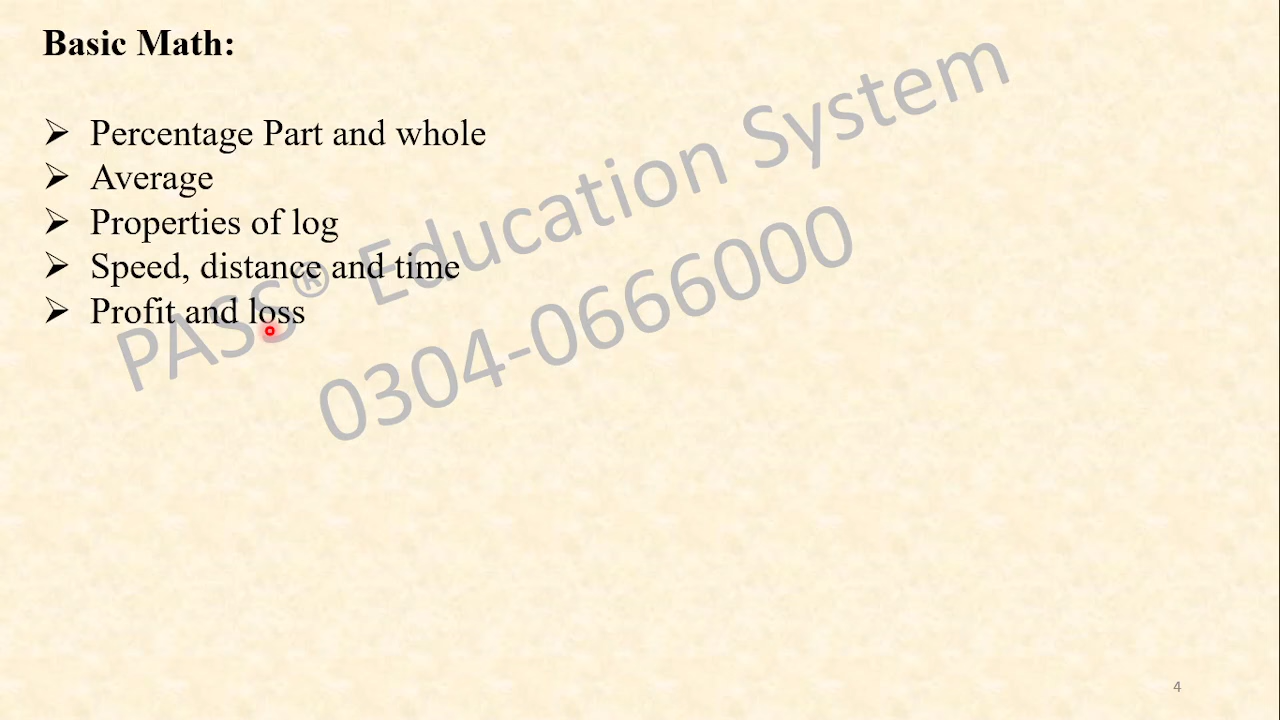 Basic Math:
➢ Percentage Part and whole
➢ Average
➢ Properties of log
➢ Speed, distance and time
➢ Profit and loss
PASS® Education System
0304-0666000
4